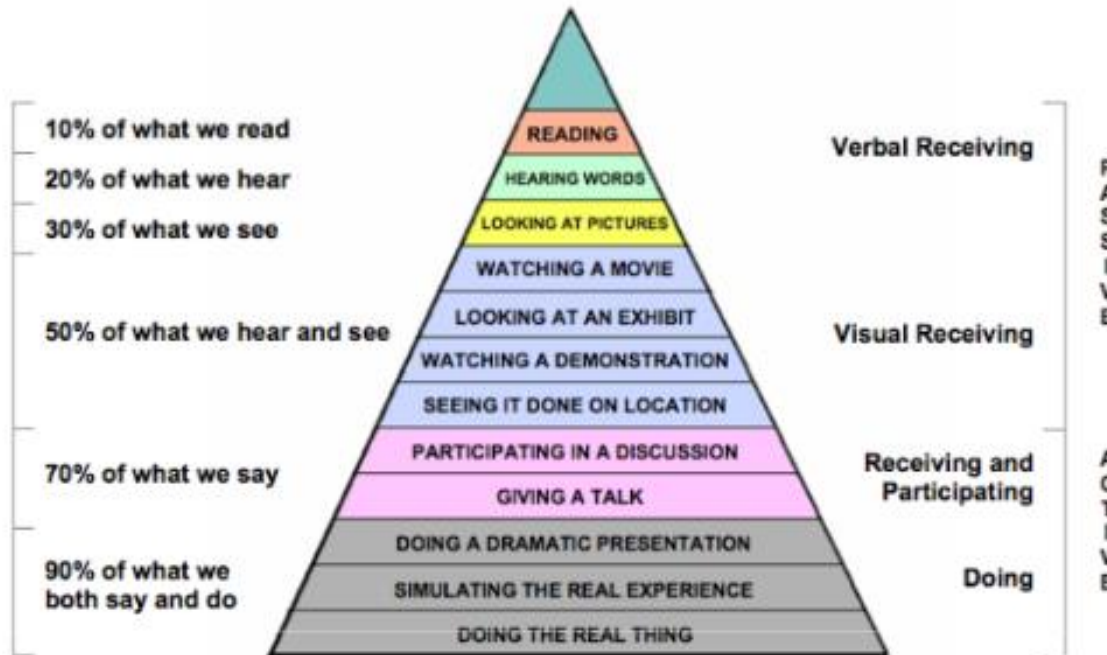 10% of what we read
20% of what we hear
30% of what we see
50% of what we hear and see
70% of what we say
90% of what we
both say and do
READING
HEARING WORDS
LOOKING AT PICTURES
WATCHING A MOVIE
LOOKING AT AN EXHIBIT
WATCHING A DEMONSTRATION
SEEING IT DONE ON LOCATION
PARTICIPATING IN A DISCUSSION
GIVING A TALK
DOING A DRAMATIC PRESENTATION
SIMULATING THE REAL EXPERIENCE
DOING THE REAL THING
Verbal Receiving
Visual Receiving
Receiving and
Participating
Doing
P
A
S
S
I
V
E
A
C
T
I
V
E